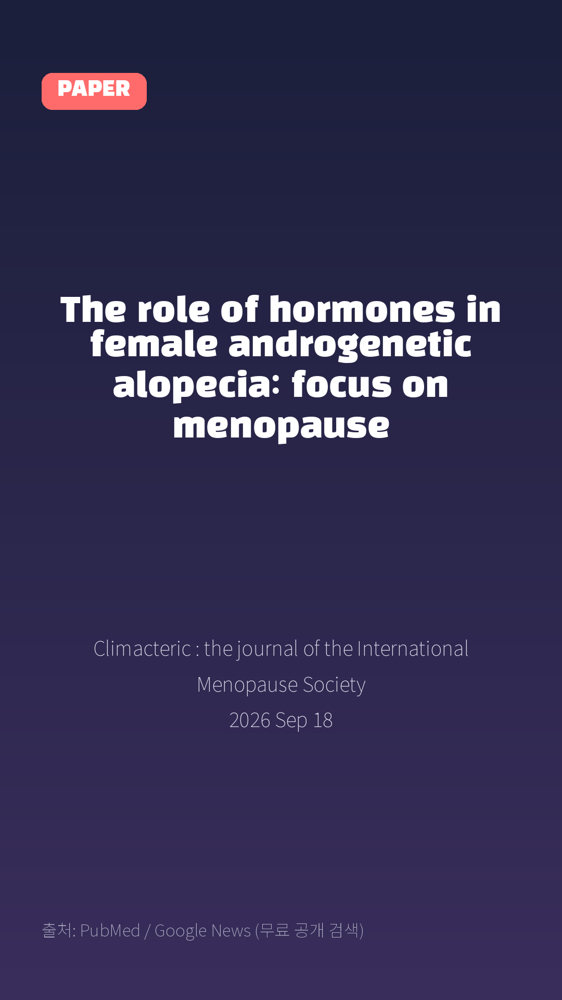 PAPER
The role of hormones in
female androgenetic
alopecia: focus on
menopause
Climacteric : the journal of the International
Menopause Society
2026 Sep 18
출처: PubMed / Google News (무료 공개 검색)